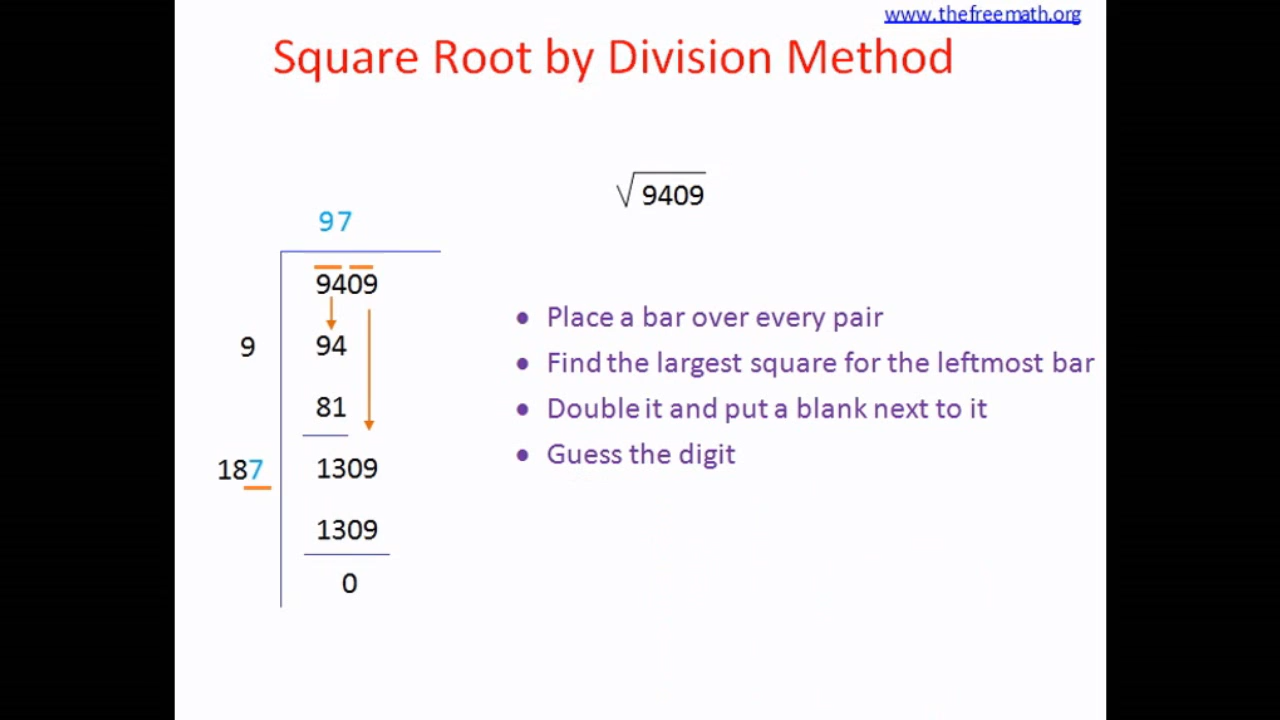 www.thefreemath.org
Square Root by Division Method
√9409
97
9409
9 94
81
187 1309
1309
0
• Place a bar over every pair
• Find the largest square for the leftmost bar
• Double it and put a blank next to it
• Guess the digit